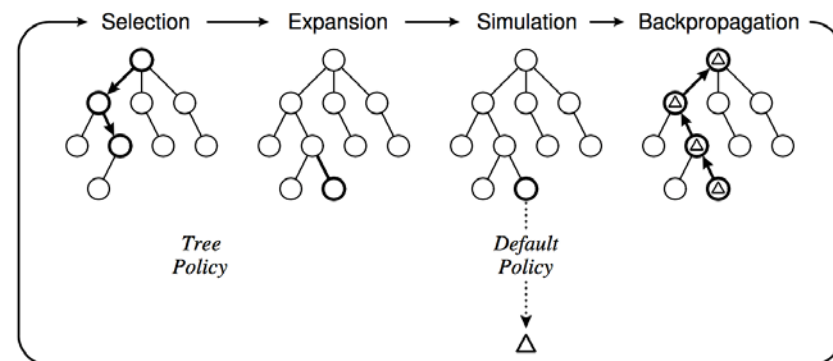 Selection Expansion Simulation Backpropagation
Tree Default
Policy Policy